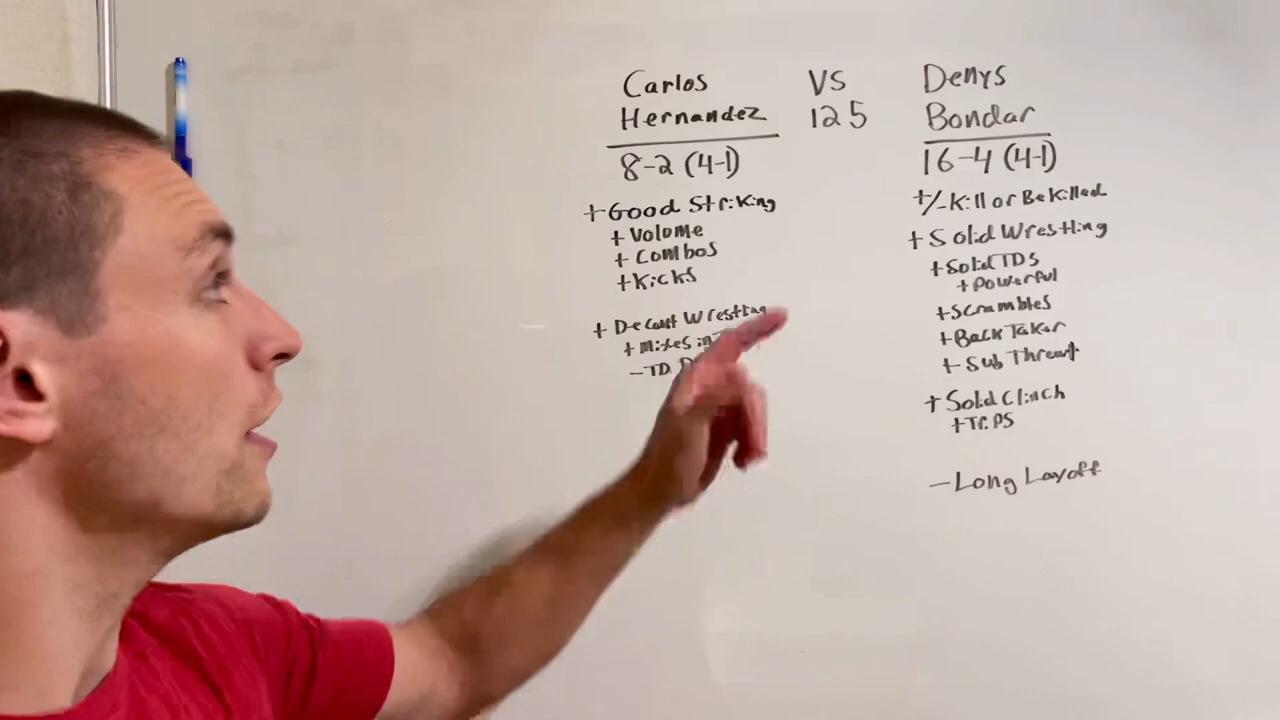 Carlos
Hernandez
8-2 (4-1)
+ Good Striking
+ Volume
+ Combos
+ Kicks
+ Decent Wrestling
+ Mixes in
- TD
VS
125
Denys
Bondar
16-4 (4-1)
+/- Kill or Be Killed
+ Solid Wrestling
+ Solid TDS
+ Powerful
+ Scrambles
+ Back Taker
+ Sub Threat
+ Solid Clinch
+ Trips
- Long Layoff